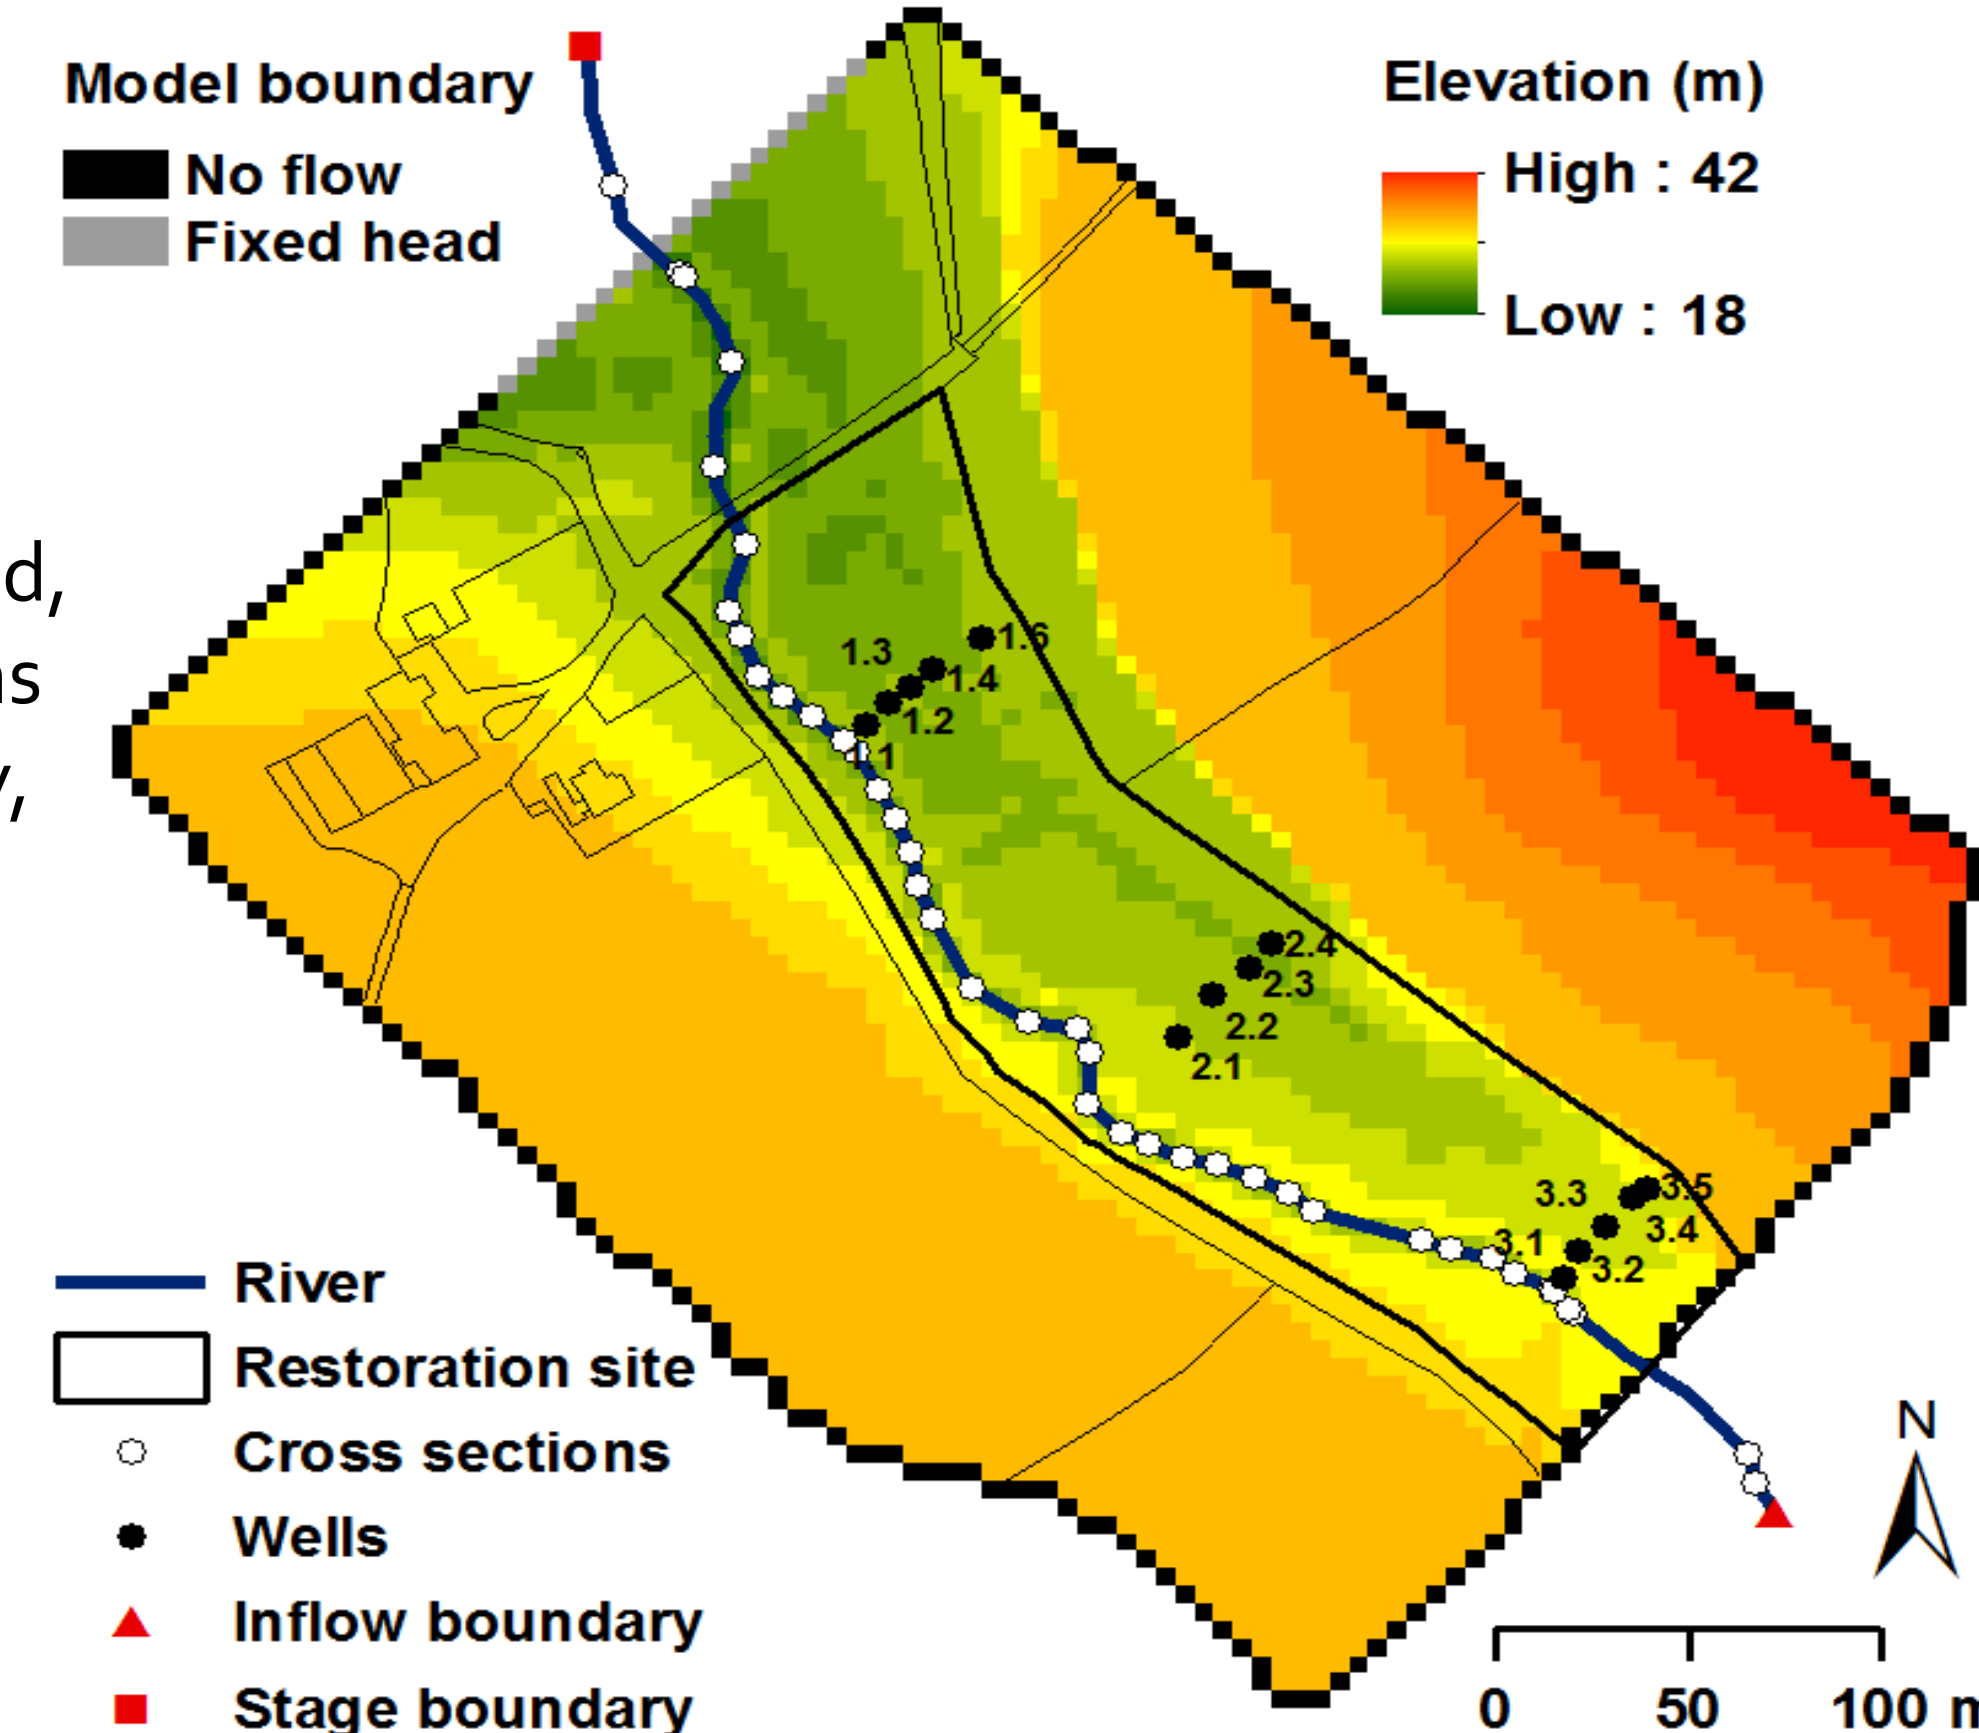 Model boundary
No flow
Fixed head
Elevation (m)
High : 42
Low : 18
d,
s
,
1.3
1.6
1.4
1.2
1.1
2.4
2.3
2.2
2.1
3.3
3.5
3.4
3.1
3.2
River
Restoration site
Cross sections
Wells
Inflow boundary
Stage boundary
N
0 50 100 m